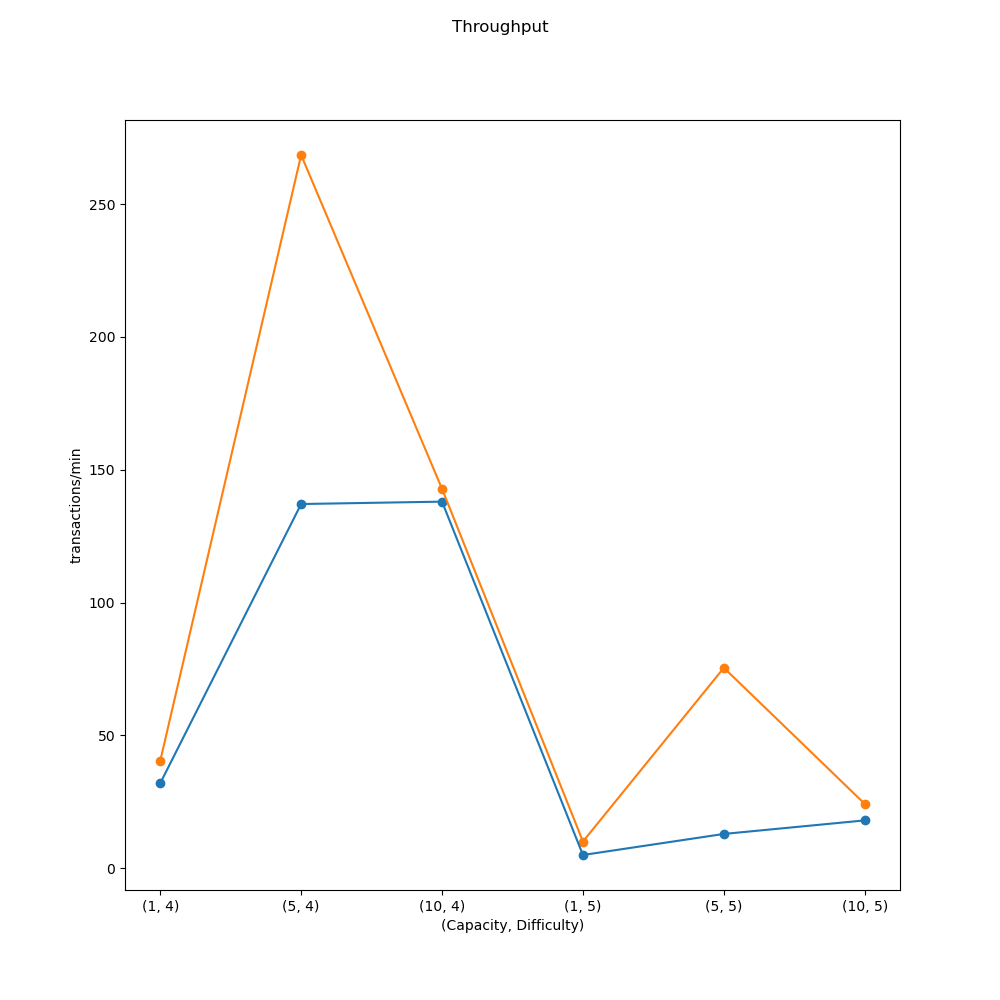 Throughput
transactions/min
250
200
150
100
50
0
(1, 4) (5, 4) (10, 4) (1, 5) (5, 5) (10, 5)
(Capacity, Difficulty)